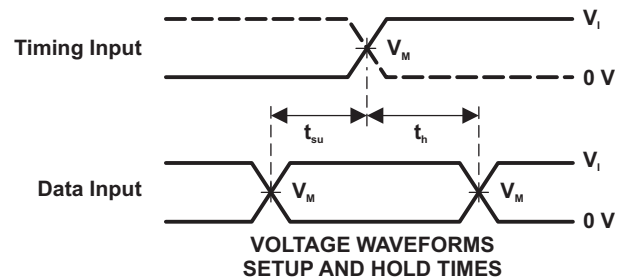 V_I
Timing Input
V_M
0 V
t_su
t_h
V_I
Data Input
V_M
V_M
0 V
VOLTAGE WAVEFORMS
SETUP AND HOLD TIMES